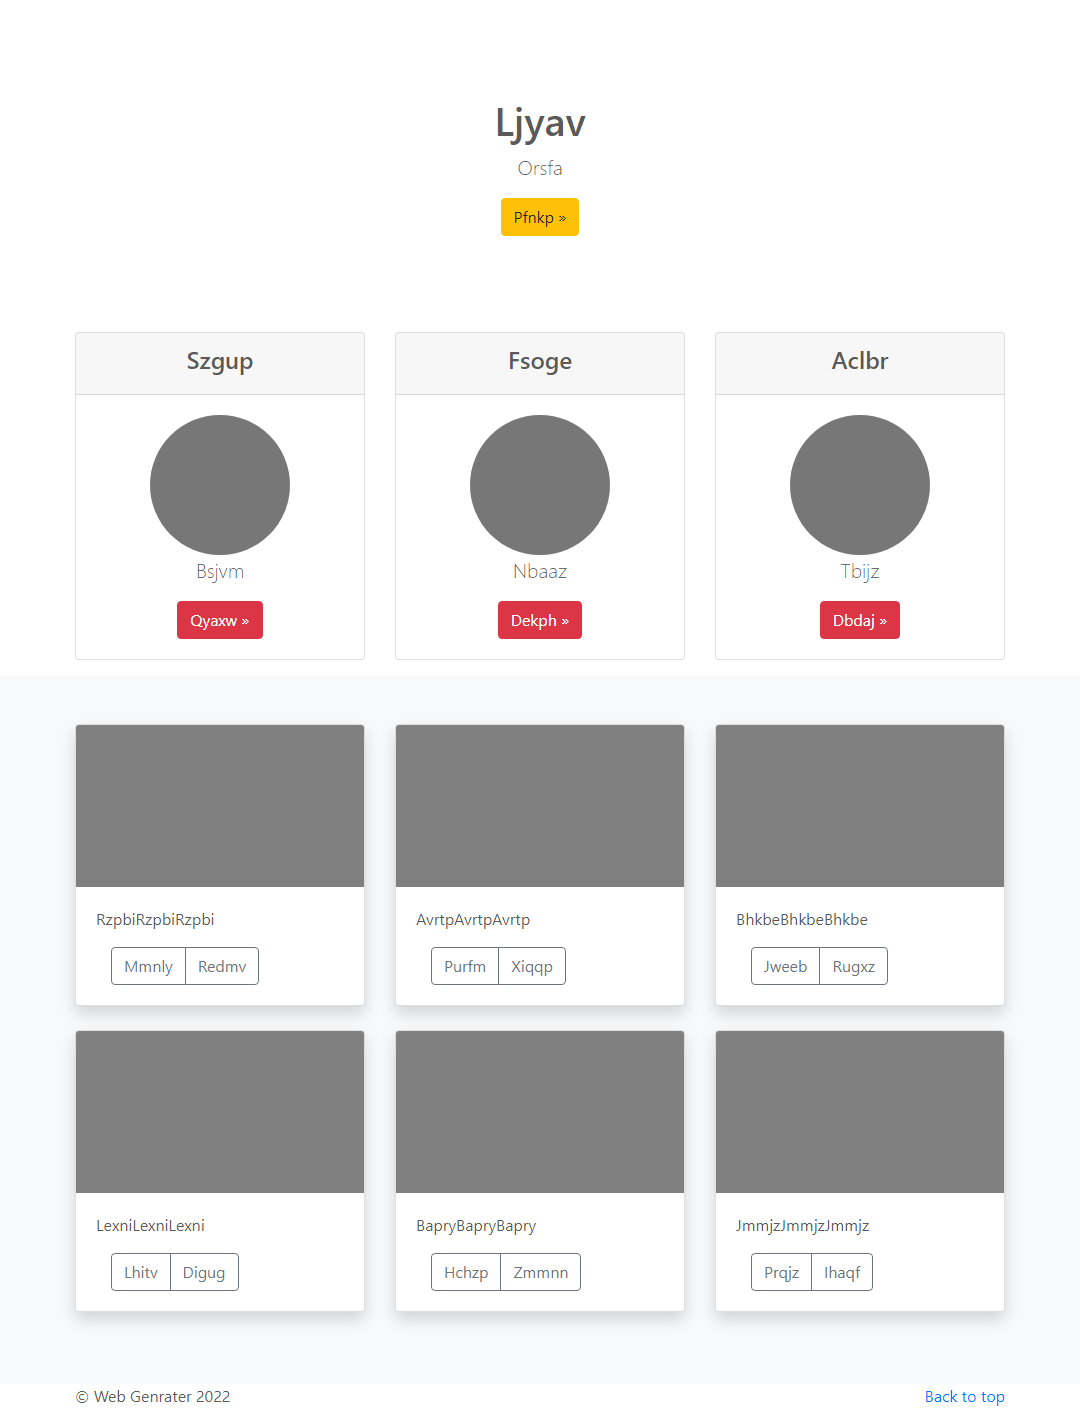 Ljyav
Orsfa
Pfnkp »
Szgup
Fsoge
Aclbr
Bsjvm
Nbaaz
Tbijz
Qyaxw »
Dekph »
Dbdaj »
RzpbiRzpbiRzpbi
AvrtpAvrtpAvrtp
BhkbeBhkbeBhkbe
Mmnly Redmv
Purfm Xiqqp
Jweeb Rugxz
LexniLexniLexni
BapryBapryBapry
JmmjzJmmjzJmmjz
Lhitv Digug
Hchzp Zmmnn
Prqjz Ihaqf
© Web Genrater 2022
Back to top